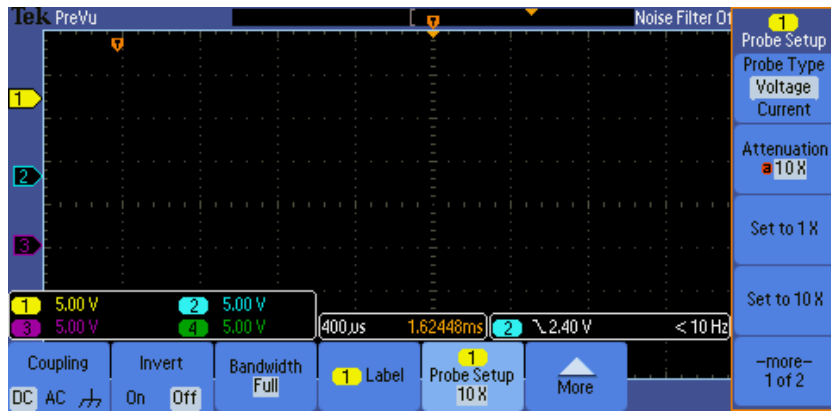 Tek PreVu
Noise Filter Of
1
Probe Setup
Probe Type
Voltage
Current
Attenuation
a 10 X
Set to 1 X
Set to 10 X
-more-
1 of 2
T
T
1
2
3
1 5.00 V 2 5.00 V
3 5.00 V 4 5.00 V
400µs 1.62448ms
2 2.40 V <10 Hz
Coupling
DC AC
Invert
On Off
Bandwidth
Full
1 Label
1
Probe Setup
10 X
More